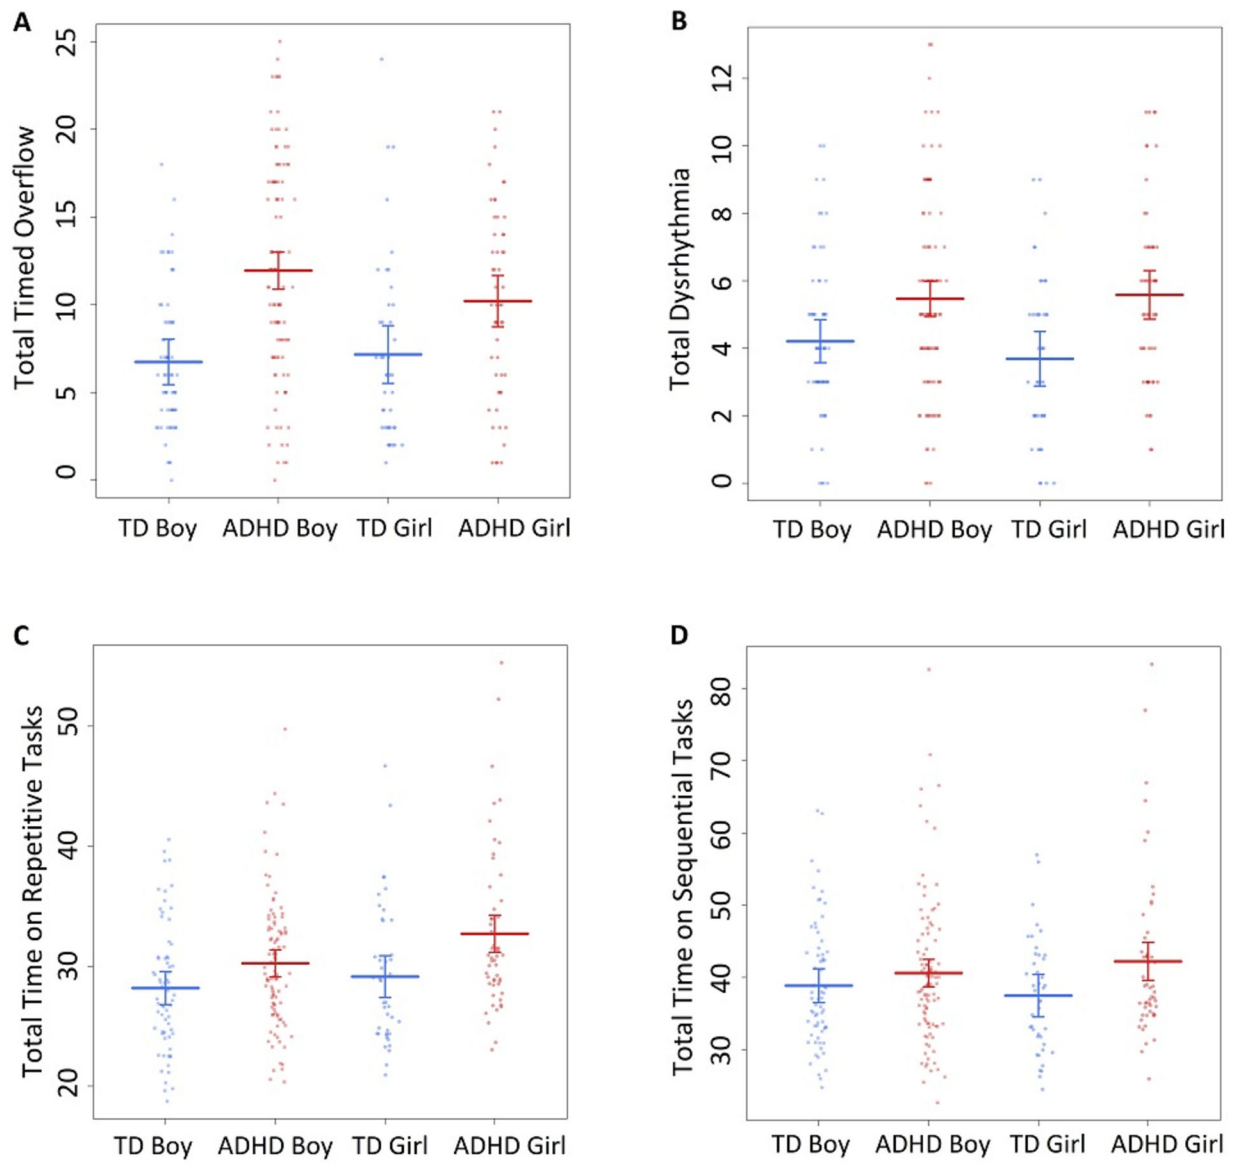 A
Total Timed Overflow
25
20
15
10
5
0
TD Boy ADHD Boy TD Girl ADHD Girl
B
Total Dysrhythmia
12
10
8
6
4
2
0
TD Boy ADHD Boy TD Girl ADHD Girl
C
Total Time on Repetitive Tasks
50
40
30
20
TD Boy ADHD Boy TD Girl ADHD Girl
D
Total Time on Sequential Tasks
80
70
60
50
40
30
TD Boy ADHD Boy TD Girl ADHD Girl